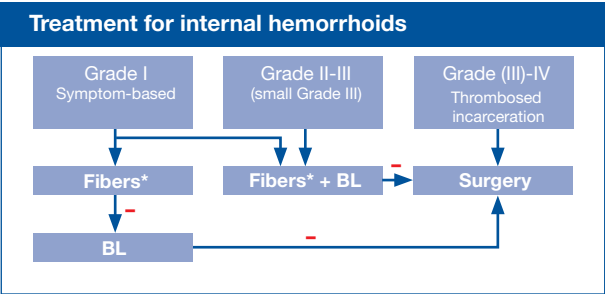 Treatment for internal hemorrhoids
Grade I
Symptom-based
Grade II-III
(small Grade III)
Grade (III)-IV
Thrombosed
incarceration
Fibers*
Fibers* + BL
–
Surgery
–
BL
–